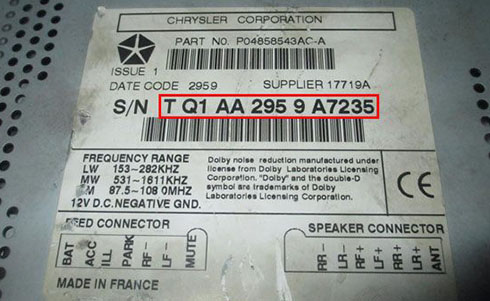 CHRYSLER CORPORATION
PART NO. P04858543AC-A
ISSUE 1
DATE CODE 2959 SUPPLIER 17719A
S/N T Q1 AA 295 9 A7235
FREQUENCY RANGE
LW 153-282KHZ
MW 531-1611KHZ
FM 87.5-108.0MHZ
12V D.C. NEGATIVE GND.
Dolby noise reduction manufactured under
license from Dolby Laboratories Licensing
Corporation. "Dolby" and the double-D
symbol are trademarks of Dolby
Laboratories Licensing Corporation.
CE
CONNECTOR
BAT ACC ILL PARK RF- LF- MUTE
SPEAKER CONNECTOR
RR- LR- RF+ LF+ RR+ LR+ ANT
MADE IN FRANCE